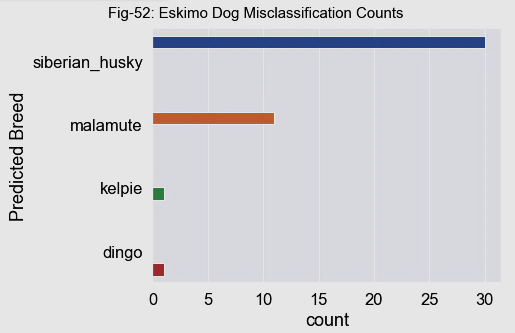 Fig-52: Eskimo Dog Misclassification Counts
Predicted Breed
siberian_husky
malamute
kelpie
dingo
0 5 10 15 20 25 30
count